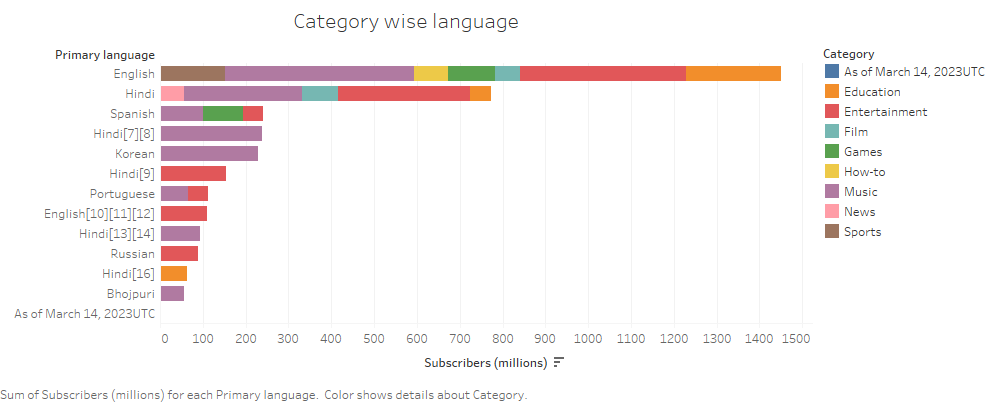 Category wise language
Primary language
English
Hindi
Spanish
Hindi[7][8]
Korean
Hindi[9]
Portuguese
English[10][11][12]
Hindi[13][14]
Russian
Hindi[16]
Bhojpuri
As of March 14, 2023UTC
0 100 200 300 400 500 600 700 800 900 1000 1100 1200 1300 1400 1500
Subscribers (millions)
Category
As of March 14, 2023UTC
Education
Entertainment
Film
Games
How-to
Music
News
Sports
Sum of Subscribers (millions) for each Primary language. Color shows details about Category.